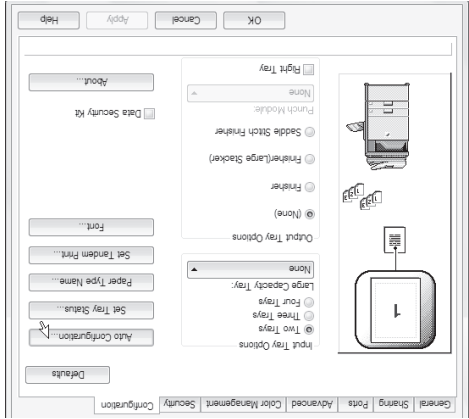 General Sharing Ports Advanced Color Management Security Configuration
Defaults
Input Tray Options
Two Trays
Three Trays
Four Trays
Large Capacity Tray:
None
Output Tray Options
(None)
Finisher
Finisher(Large Stacker)
Saddle Stitch Finisher
Punch Module:
None
Right Tray
Auto Configuration...
Set Tray Status...
Paper Type Name...
Set Tandem Print...
Font...
Data Security Kit
About...
OK Cancel Apply Help